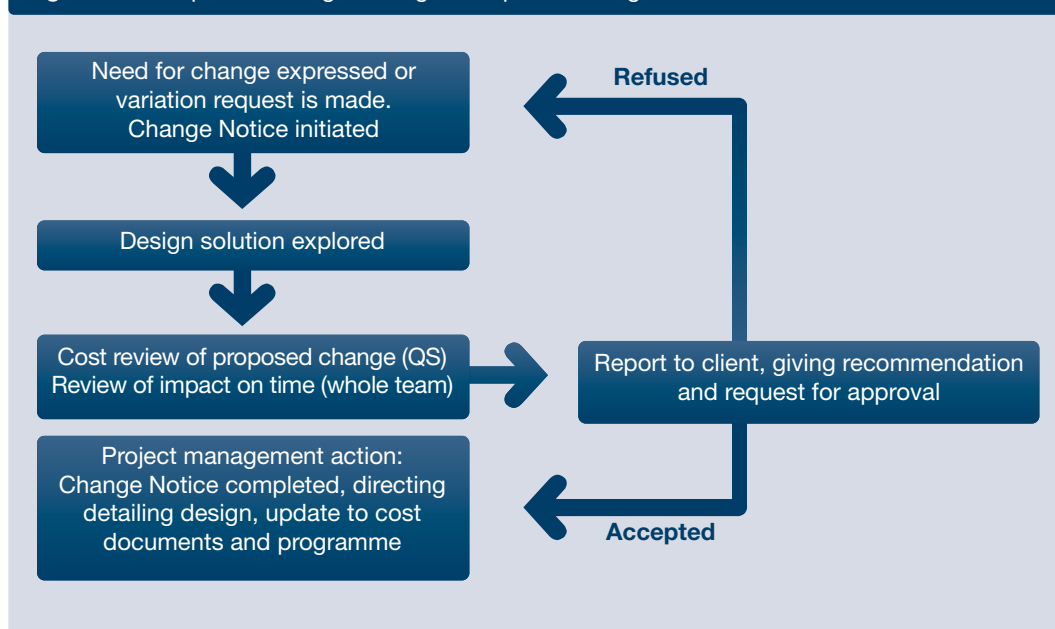 Need for change expressed or
variation request is made.
Change Notice initiated
Refused
Design solution explored
Cost review of proposed change (QS)
Review of impact on time (whole team)
Report to client, giving recommendation
and request for approval
Project management action:
Change Notice completed, directing
detailing design, update to cost
documents and programme
Accepted